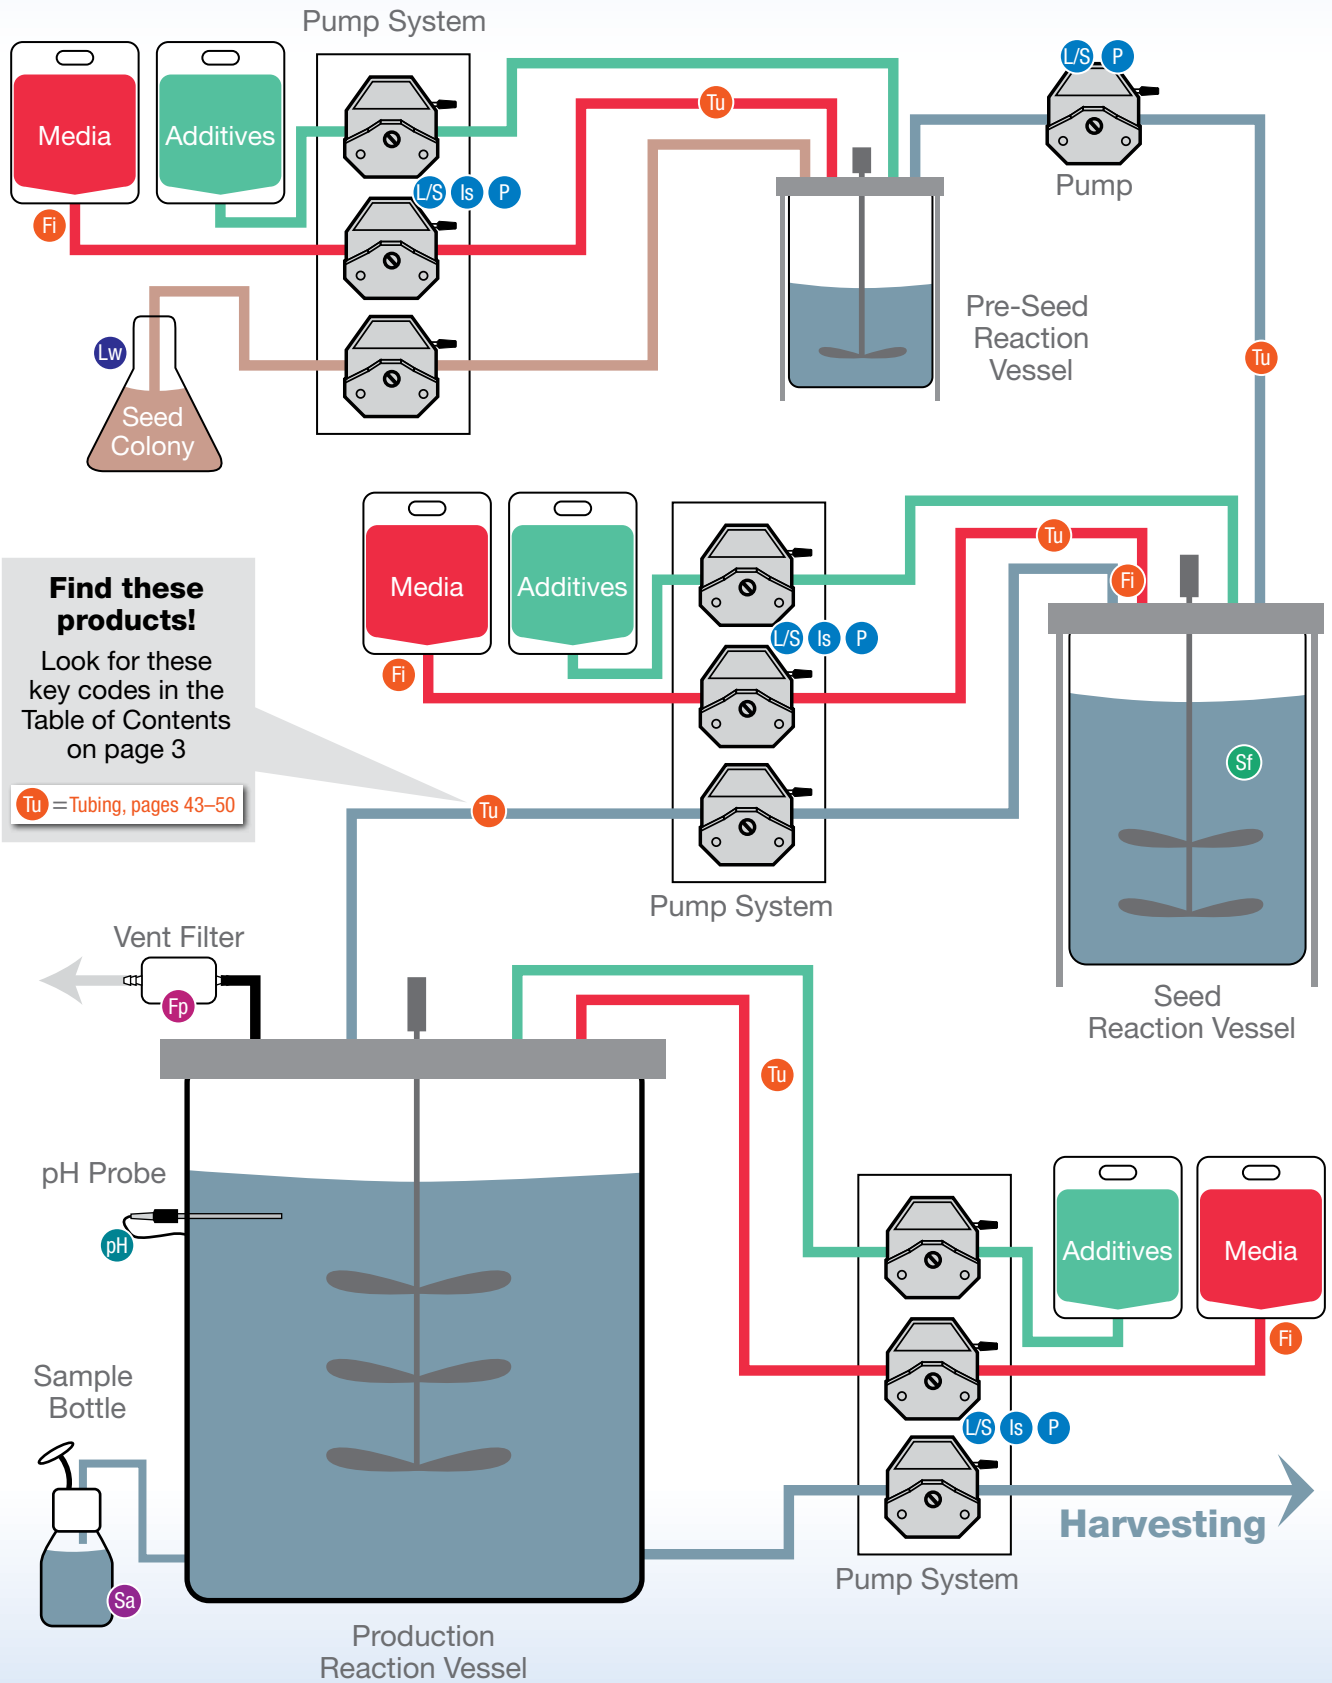 Pump System
Media
Additives
L/S
P
Tu
Pump
L/S
Is
P
Fi
Pre-Seed
Reaction
Vessel
Lw
Tu
Seed
Colony
Media
Additives
Tu
Fi
Find these
products!
Look for these
key codes in the
Table of Contents
on page 3
Tu = Tubing, pages 43–50
L/S
Is
P
Fi
Sf
Tu
Pump System
Vent Filter
Fp
Seed
Reaction Vessel
Tu
pH Probe
pH
Additives
Media
Fi
Sample
Bottle
L/S
Is
P
Harvesting
Sa
Pump System
Production
Reaction Vessel